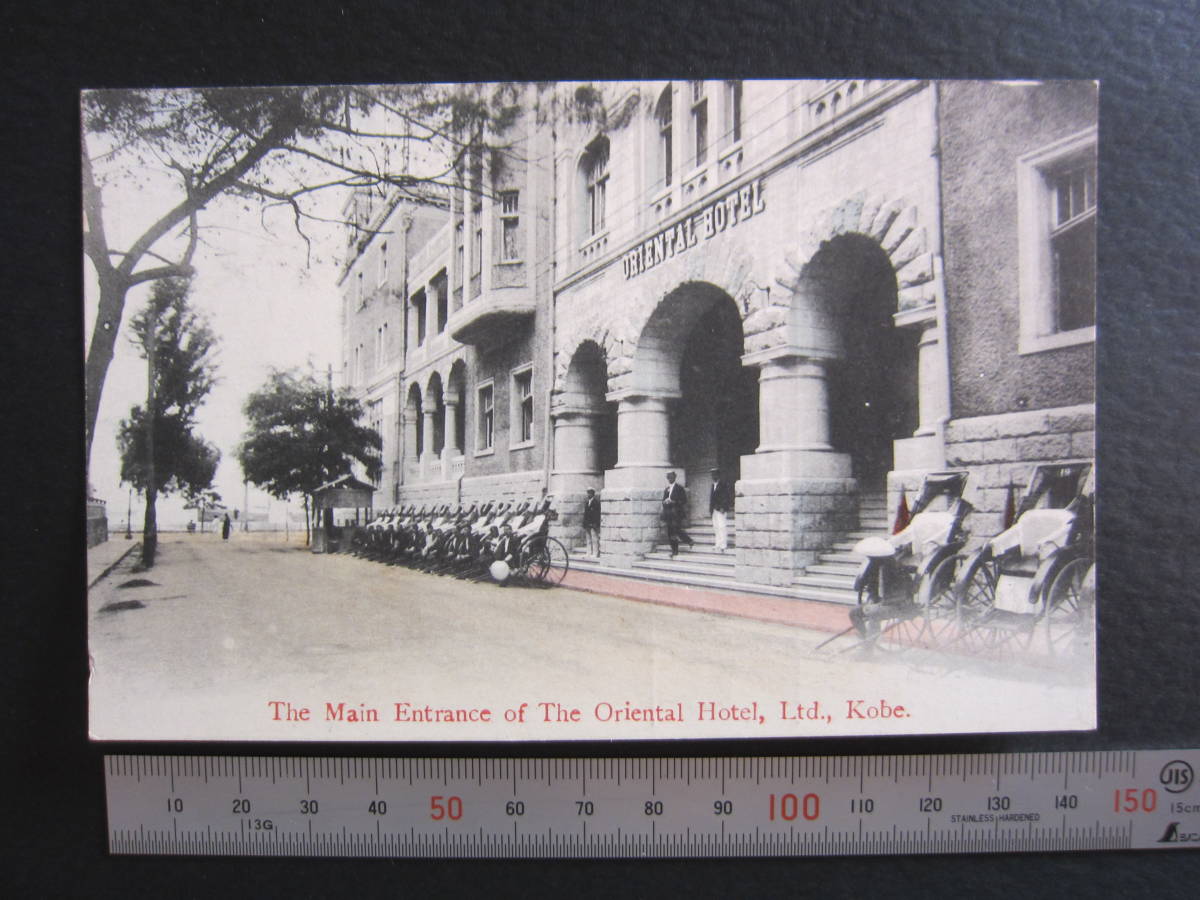 ORIENTAL HOTEL
19
The Main Entrance of The Oriental Hotel, Ltd., Kobe.
10 20 30 40 50 60 70 80 90 100 110 120 130 140 150
13G
STAINLESS HARDENED
JIS
15cm